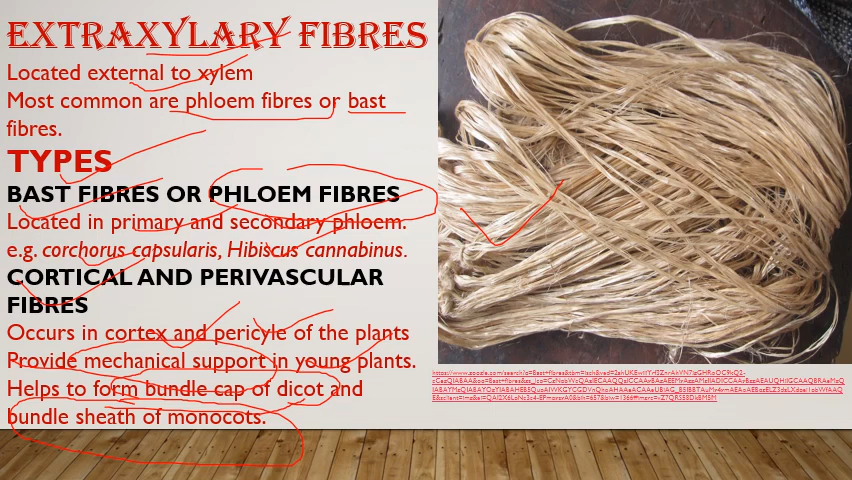 EXTRAXYLARY FIBRES
Located external to xylem
Most common are phloem fibres or bast
fibres.
TYPES
BAST FIBRES OR PHLOEM FIBRES
Located in primary and secondary phloem.
e.g. corchorus capsularis, Hibiscus cannabinus.
CORTICAL AND PERIVASCULAR
FIBRES
Occurs in cortex and pericyle of the plants
Provide mechanical support in young plants.
Helps to form bundle cap of dicot and
bundle sheath of monocots.